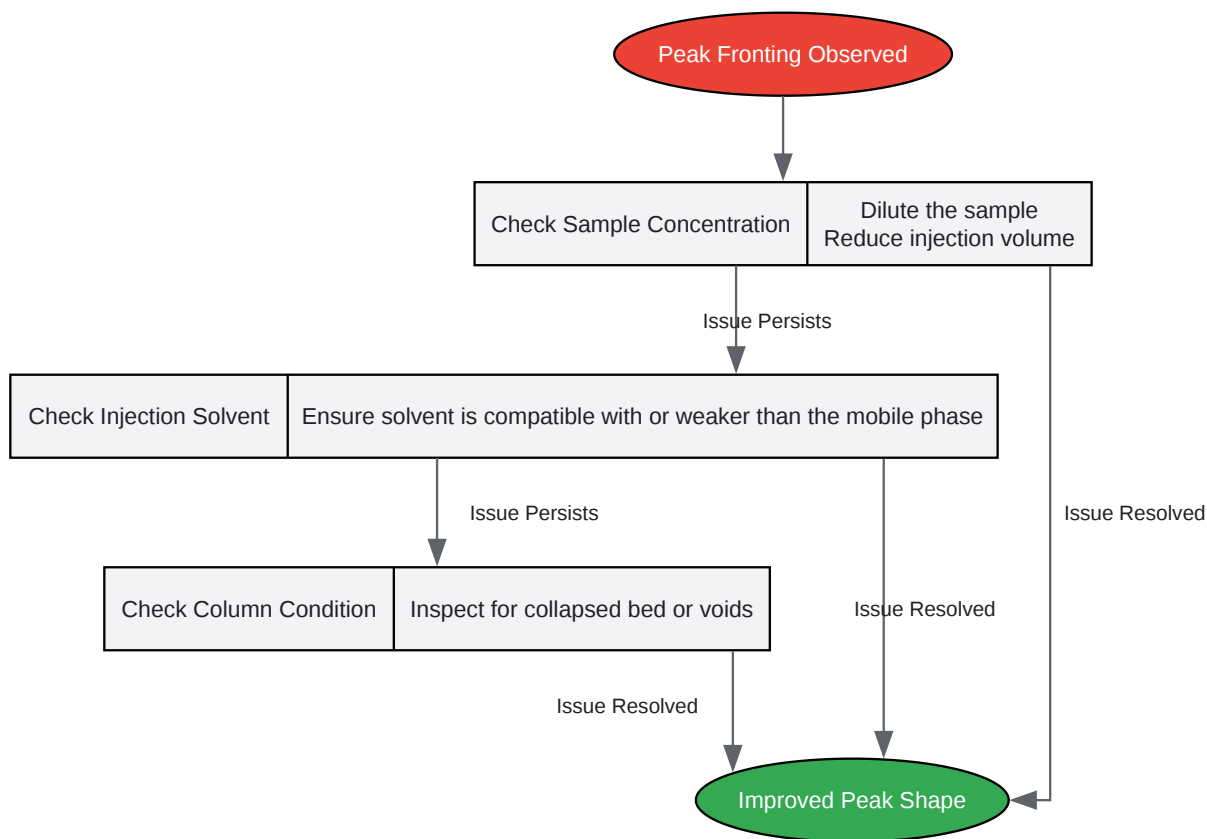 Peak Fronting Observed
Check Sample Concentration
Dilute the sample
Reduce injection volume
Issue Persists
Check Injection Solvent
Ensure solvent is compatible with or weaker than the mobile phase
Issue Persists
Issue Resolved
Check Column Condition
Inspect for collapsed bed or voids
Issue Resolved
Issue Resolved
Improved Peak Shape